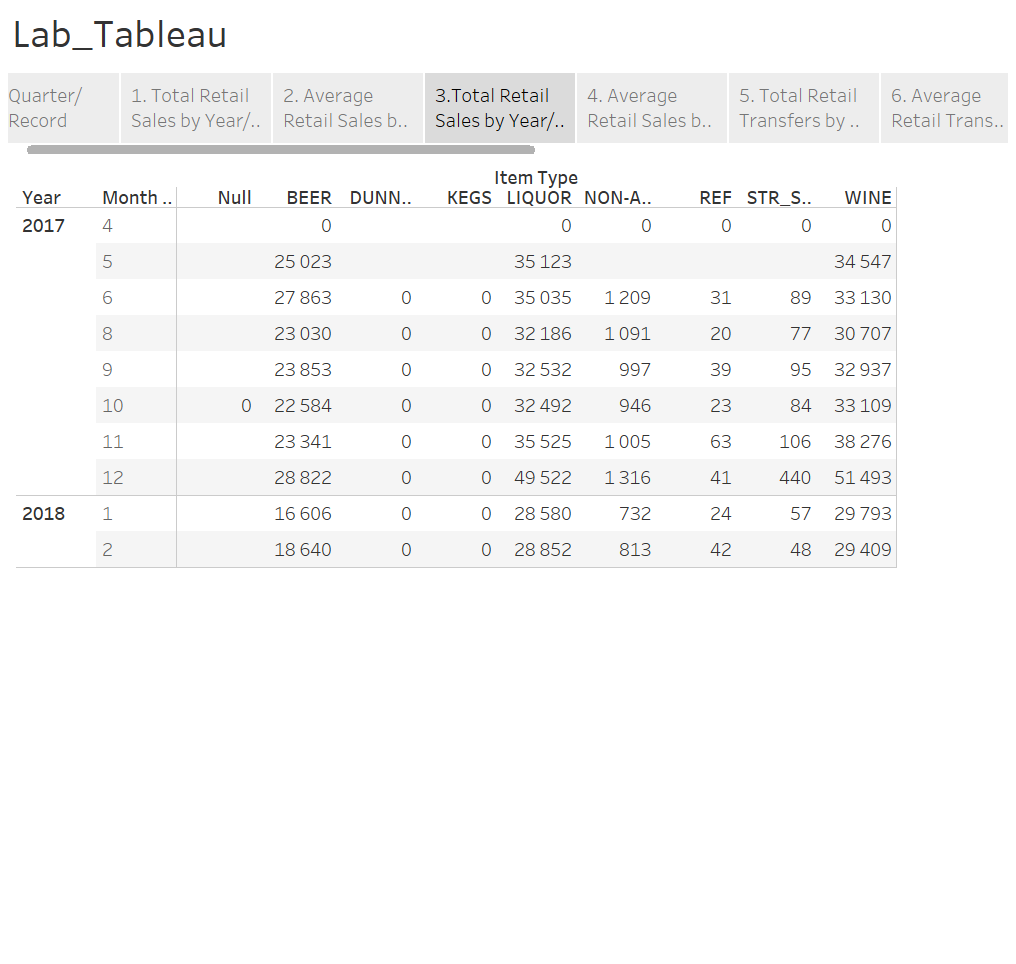 Lab_Tableau
Quarter/ 1. Total Retail 2. Average 3.Total Retail 4. Average 5. Total Retail 6. Average
Record Sales by Year/.. Retail Sales b.. Sales by Year/.. Retail Sales b.. Transfers by .. Retail Trans..
Item Type
Year Month .. Null BEER DUNN.. KEGS LIQUOR NON-A.. REF STR_S.. WINE
2017 4 0 0 0 0 0 0
5 25 023 35 123 34 547
6 27 863 0 0 35 035 1 209 31 89 33 130
8 23 030 0 0 32 186 1 091 20 77 30 707
9 23 853 0 0 32 532 997 39 95 32 937
10 0 22 584 0 0 32 492 946 23 84 33 109
11 23 341 0 0 35 525 1 005 63 106 38 276
12 28 822 0 0 49 522 1 316 41 440 51 493
2018 1 16 606 0 0 28 580 732 24 57 29 793
2 18 640 0 0 28 852 813 42 48 29 409